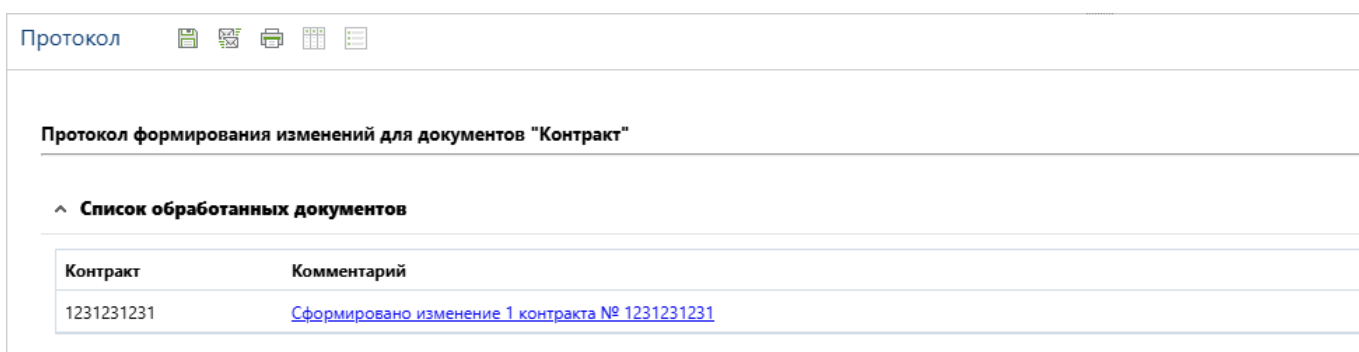 Протокол
Протокол формирования изменений для документов "Контракт"
Список обработанных документов
Контракт Комментарий
1231231231 Сформировано изменение 1 контракта № 1231231231